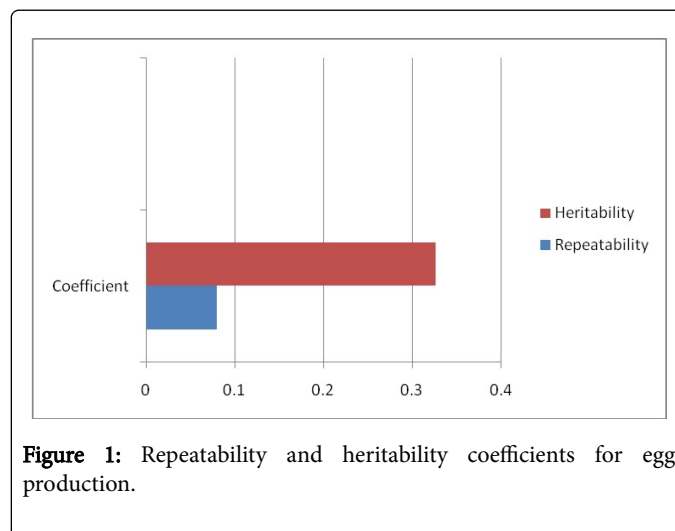 Heritability
Repeatability
Coefficient
0 0.1 0.2 0.3 0.4
Figure 1: Repeatability and heritability coefficients for egg
production.